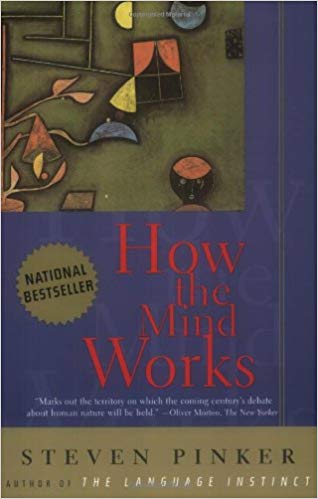 How
the
Mind
Works
NATIONAL
BESTSELLER
"Marks out the territory on which the coming century's debate
about human nature will be held." —Oliver Morton, The New Yorker
STEVEN PINKER
AUTHOR OF THE LANGUAGE INSTINCT